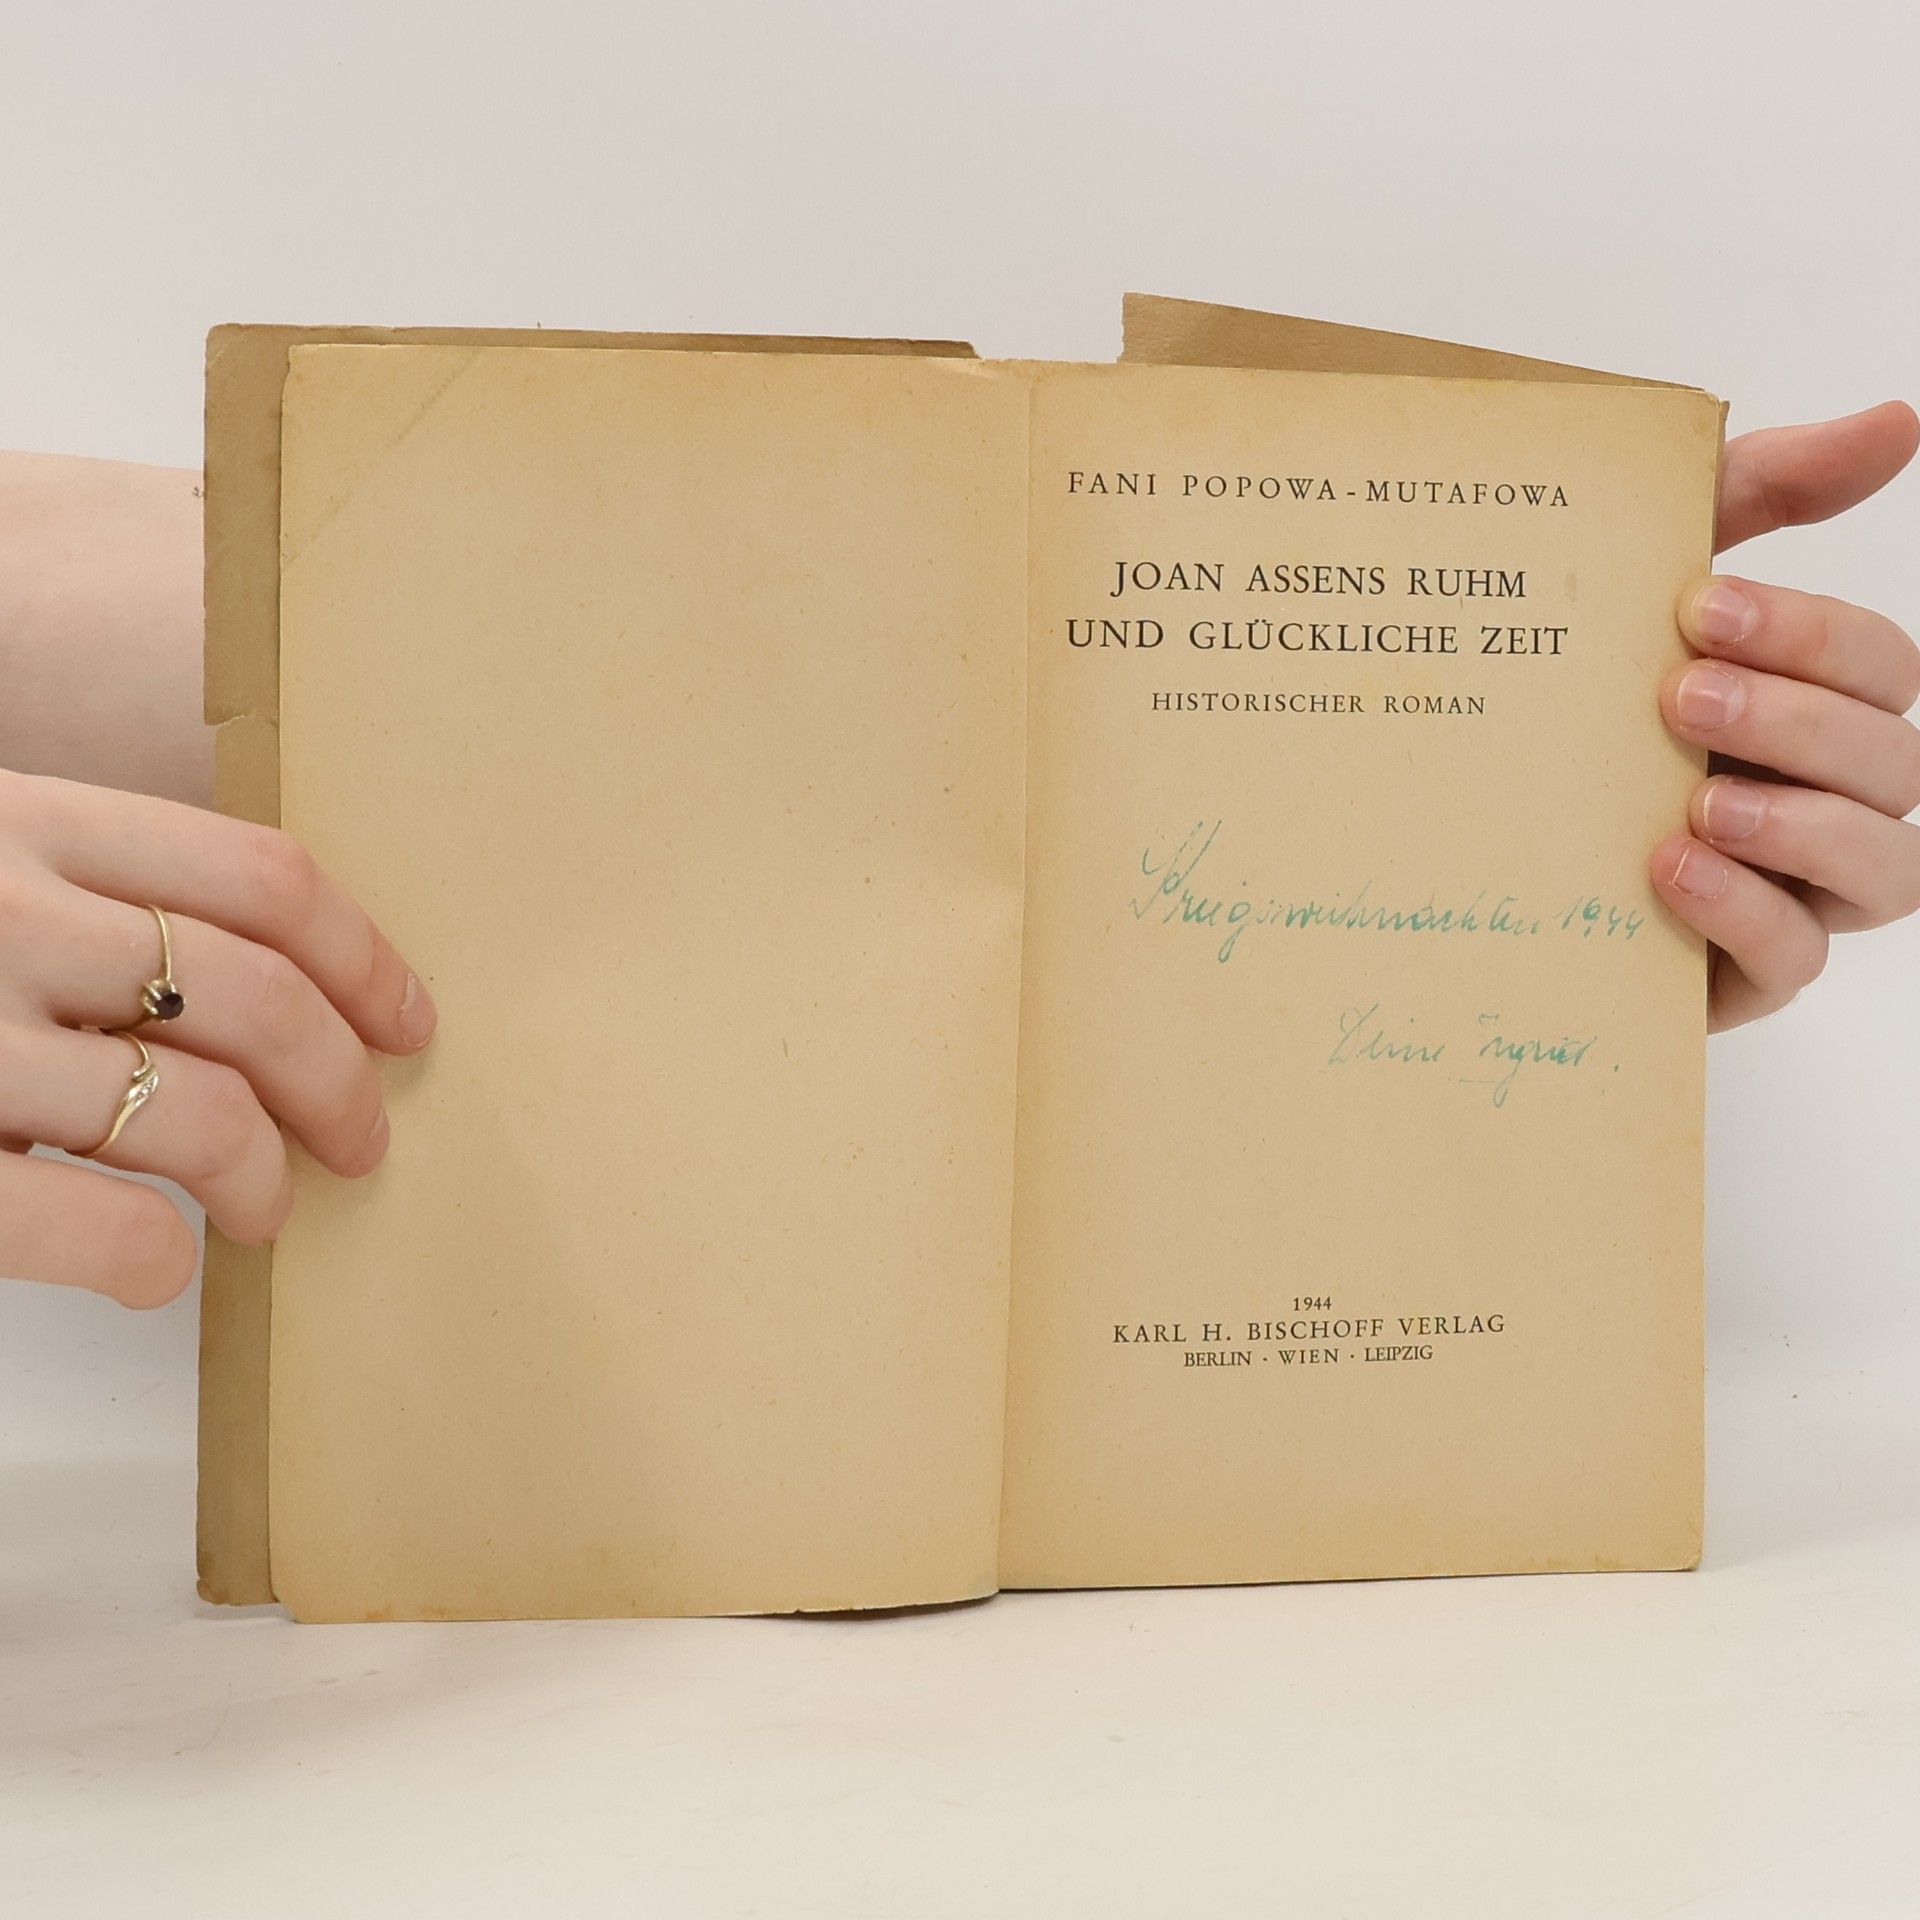 FANI POPOWA-MUTAFOWA
JOAN ASSENS RUHM
UND GLÜCKLICHE ZEIT
HISTORISCHER ROMAN
Kriegsweihnachten 1944
Deine Ingrid.
1944
KARL H. BISCHOFF VERLAG
BERLIN · WIEN · LEIPZIG